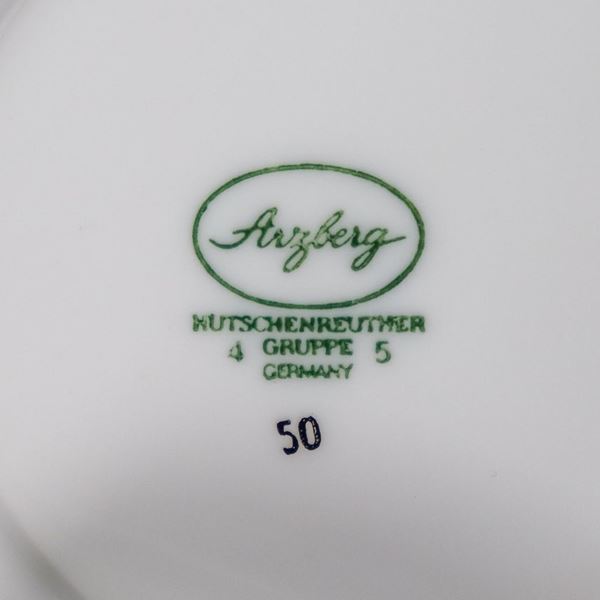 Arzberg
HUTSCHENREUTHER
4 GRUPPE 5
GERMANY
50